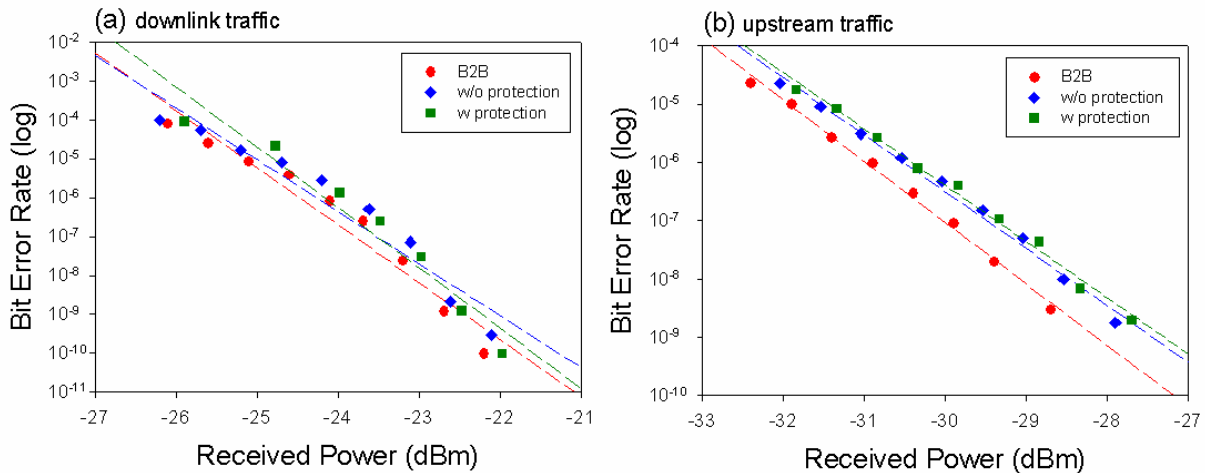 (a) downlink traffic
Bit Error Rate (log)
10-2
10-3
10-4
10-5
10-6
10-7
10-8
10-9
10-10
10-11
B2B
w/o protection
w protection
-27
-26
-25
-24
-23
-22
-21
Received Power (dBm)
(b) upstream traffic
Bit Error Rate (log)
10-4
10-5
10-6
10-7
10-8
10-9
10-10
B2B
w/o protection
w protection
-33
-32
-31
-30
-29
-28
-27
Received Power (dBm)